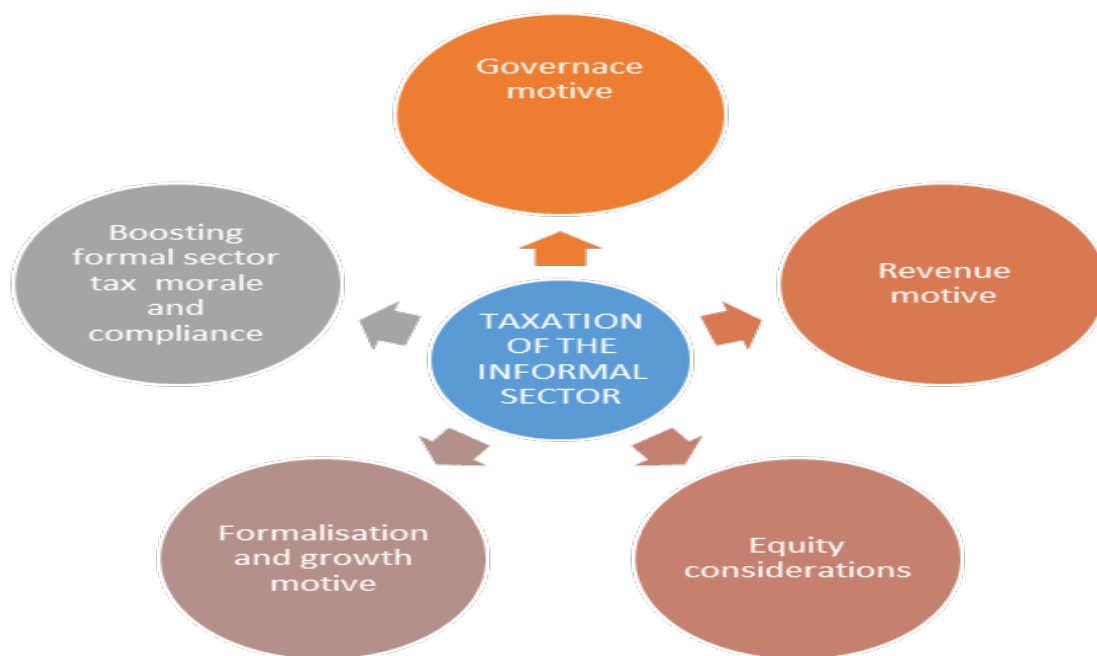 Governace
motive
Boosting
formal sector
tax morale
and
compliance
Revenue
motive
TAXATION
OF THE
INFORMAL
SECTOR
Formalisation
and growth
motive
Equity
considerations